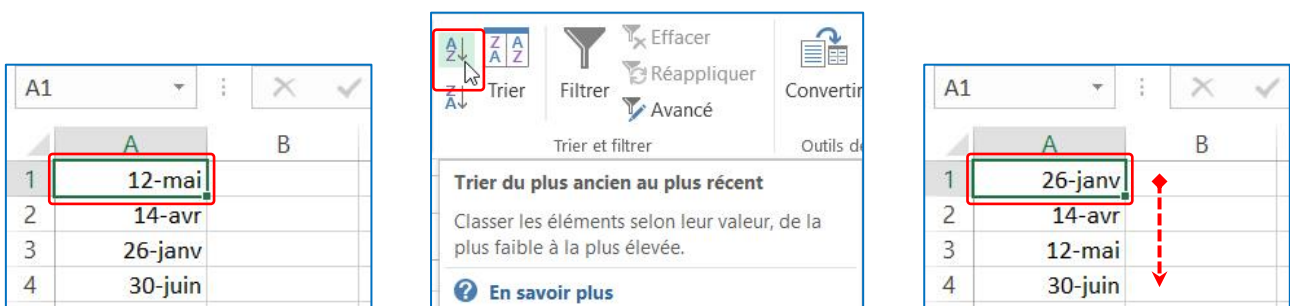 A1
A B
1 12-mai
2 14-avr
3 26-janv
4 30-juin
A Z
Z A
Z A A Z
Trier
Filtrer
Effacer
Réappliquer
Avancé
Convertir
Trier et filtrer
Outils de
Trier du plus ancien au plus récent
Classer les éléments selon leur valeur, de la
plus faible à la plus élevée.
? En savoir plus
A1
A B
1 26-janv
2 14-avr
3 12-mai
4 30-juin